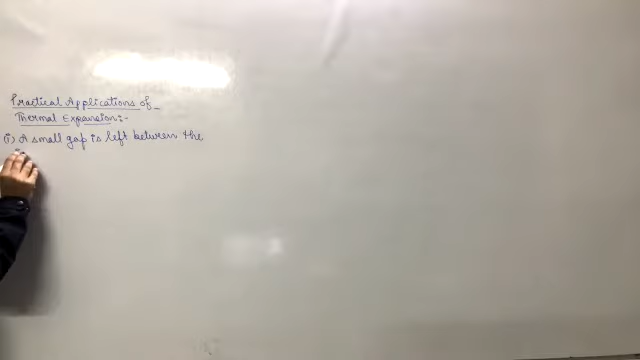 Practical Applications of
Thermal Expansion:-
(i) A small gap is left between the